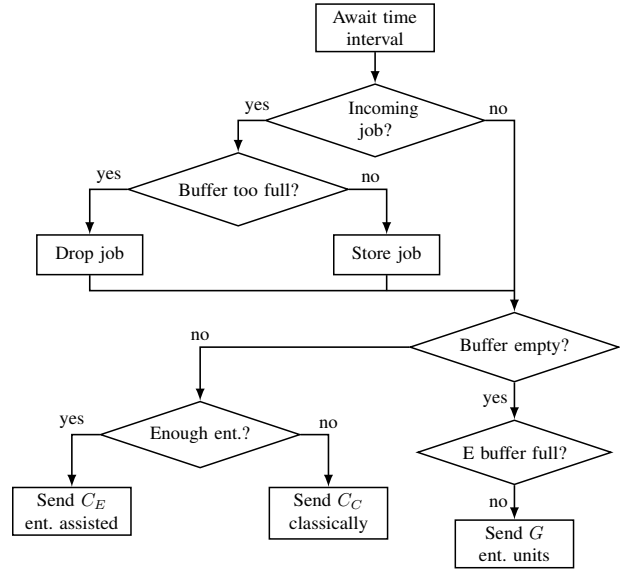 Await time
interval
yes
Incoming
job?
no
yes
Buffer too full?
no
Drop job
Store job
no
Buffer empty?
yes
yes
Enough ent.?
no
E buffer full?
Send C_E
ent. assisted
Send C_C
classically
no
Send G
ent. units